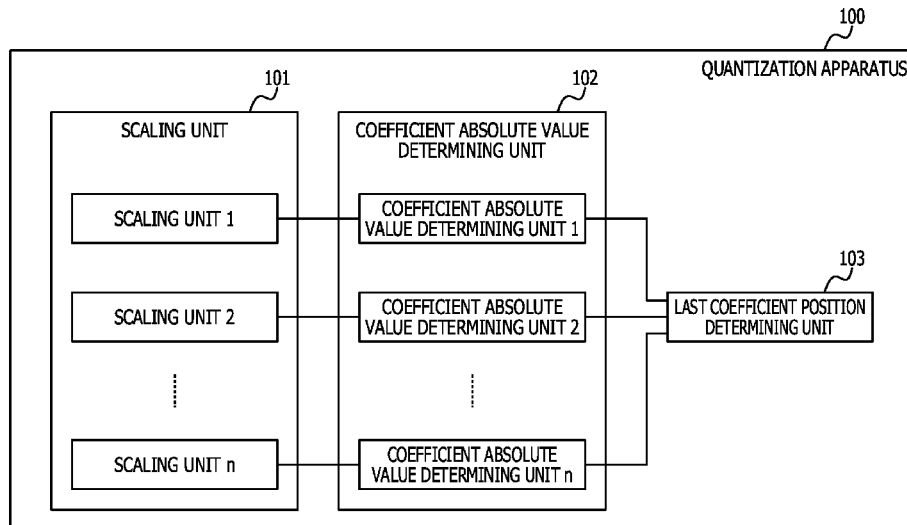 100
QUANTIZATION APPARATUS
101
102
SCALING UNIT
COEFFICIENT ABSOLUTE VALUE
DETERMINING UNIT
SCALING UNIT 1
COEFFICIENT ABSOLUTE
VALUE DETERMINING UNIT 1
103
SCALING UNIT 2
COEFFICIENT ABSOLUTE
VALUE DETERMINING UNIT 2
LAST COEFFICIENT POSITION
DETERMINING UNIT
SCALING UNIT n
COEFFICIENT ABSOLUTE
VALUE DETERMINING UNIT n